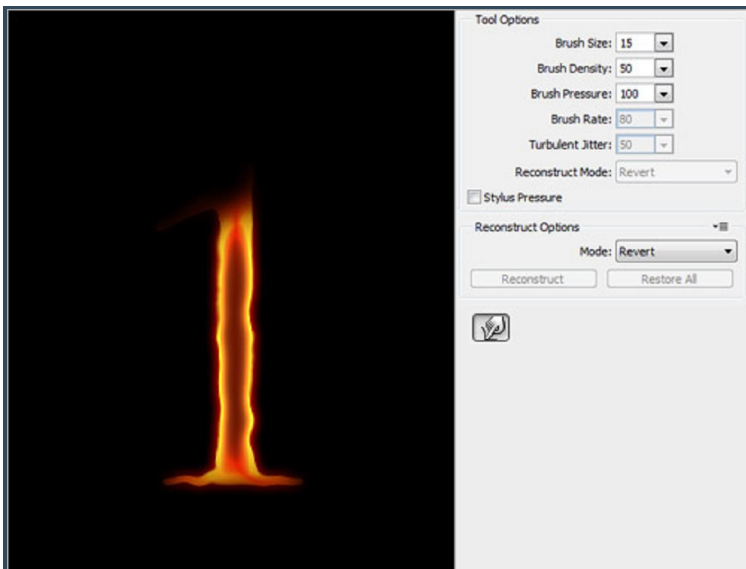 1
Tool Options
Brush Size: 15
Brush Density: 50
Brush Pressure: 100
Brush Rate: 80
Turbulent Jitter: 50
Reconstruct Mode: Revert
Stylus Pressure
Reconstruct Options
Mode: Revert
Reconstruct Restore All